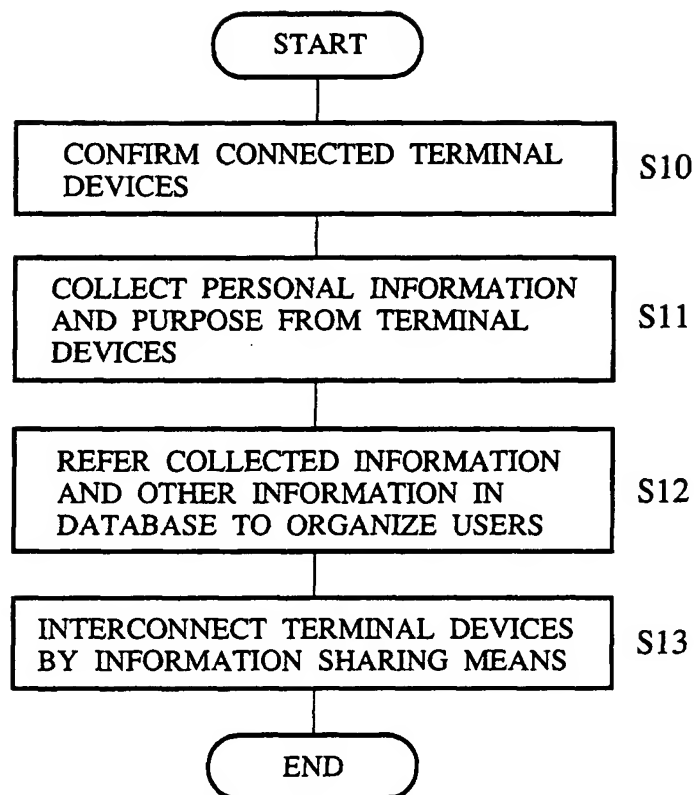 START
CONFIRM CONNECTED TERMINAL
DEVICES
S10
COLLECT PERSONAL INFORMATION
AND PURPOSE FROM TERMINAL
DEVICES
S11
REFER COLLECTED INFORMATION
AND OTHER INFORMATION IN
DATABASE TO ORGANIZE USERS
S12
INTERCONNECT TERMINAL DEVICES
BY INFORMATION SHARING MEANS
S13
END